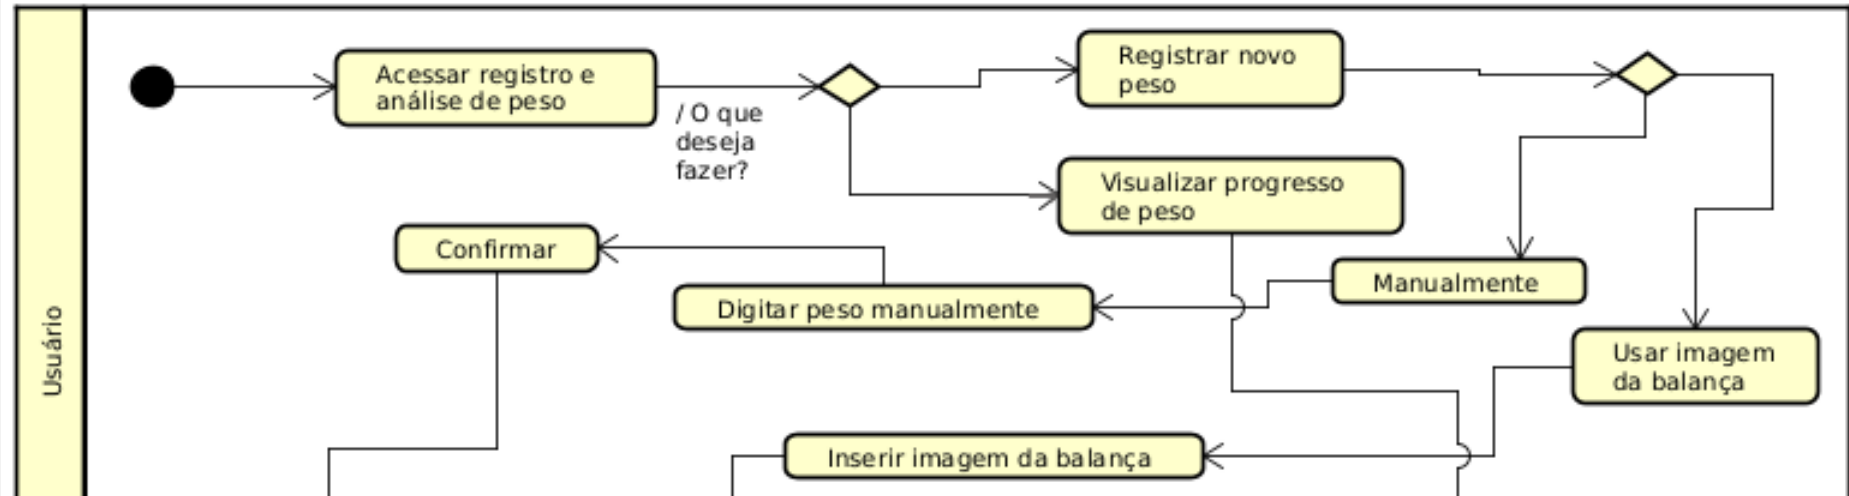 Usuário
Acessar registro e
análise de peso
/ O que
deseja
fazer?
Registrar novo
peso
Visualizar progresso
de peso
Confirmar
Digitar peso manualmente
Manualmente
Usar imagem
da balança
Inserir imagem da balança